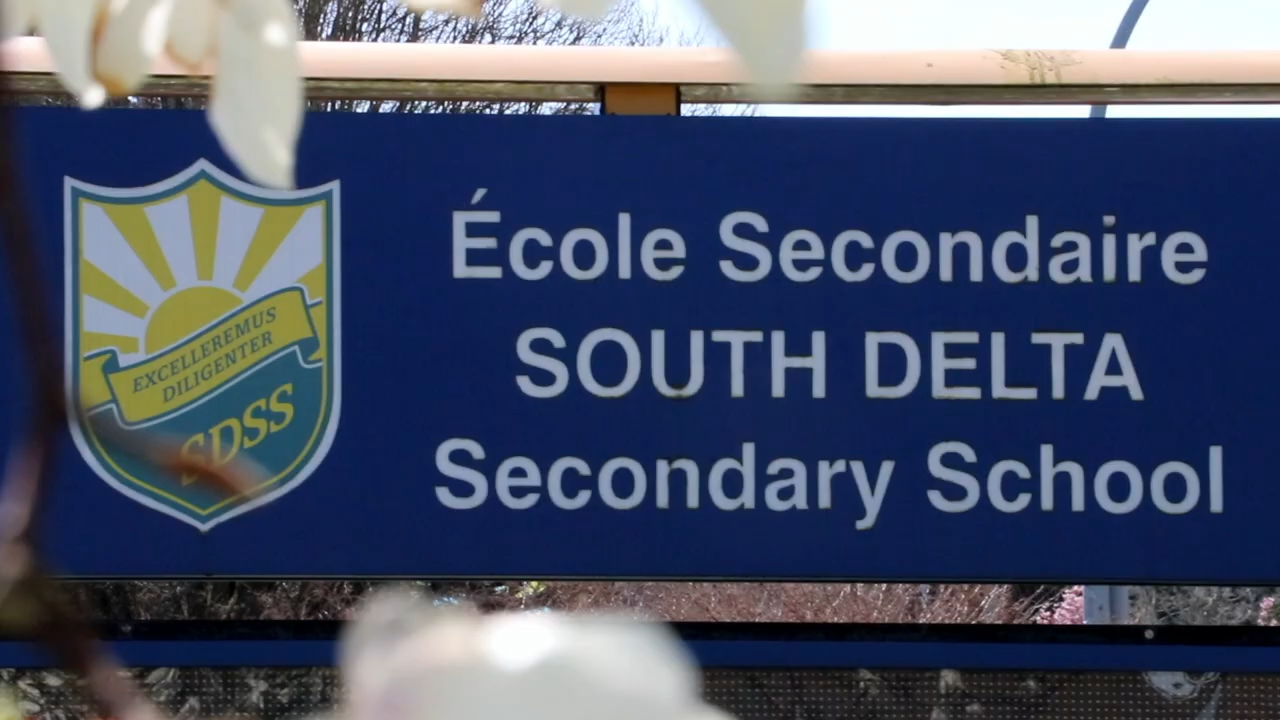 EXCELLEREMUS
DILIGENTER
SDSS
École Secondaire
SOUTH DELTA
Secondary School